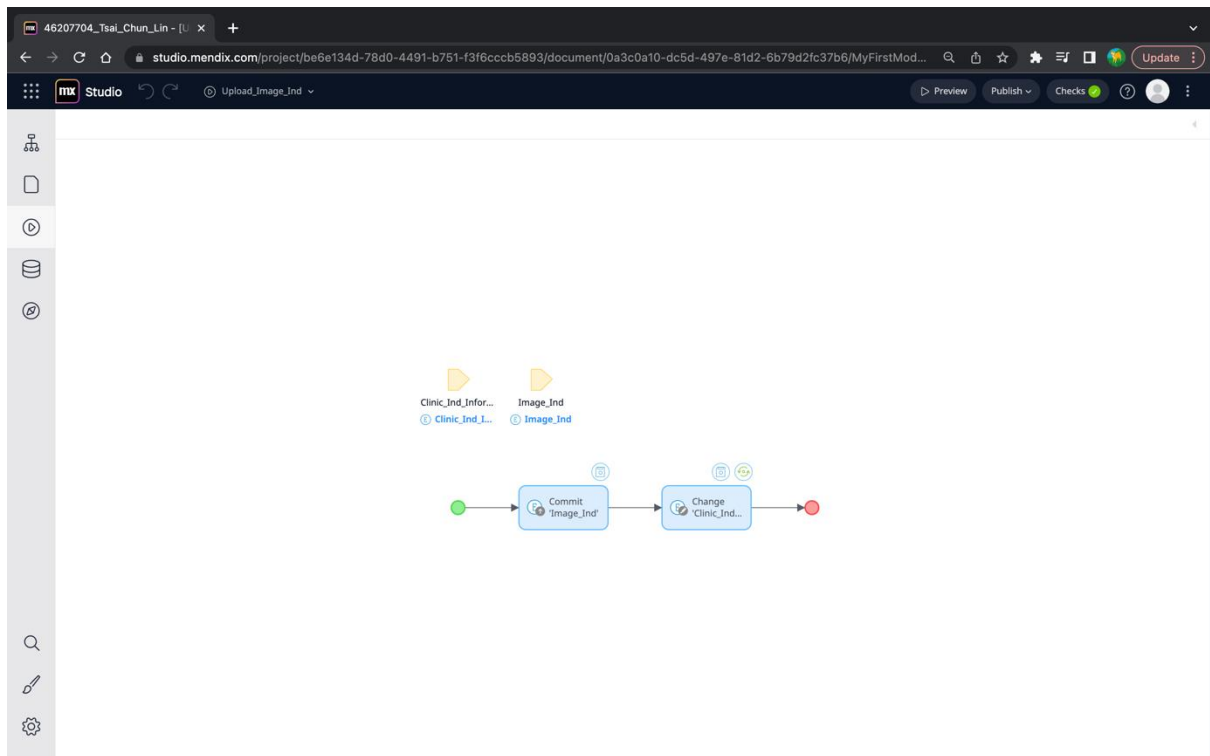 46207704_Tsai_Chun_Lin - [U
studio.mendix.com/project/be6e134d-78d0-4491-b751-f3f6cccb5893/document/0a3c0a10-dc5d-497e-81d2-6b79d2fc37b6/MyFirstMod...
Update
mx Studio
Upload_Image_Ind
Preview
Publish
Checks
Clinic_Ind_Infor...
Image_Ind
Clinic_Ind_I...
Image_Ind
Commit
'Image_Ind'
Change
'Clinic_Ind...